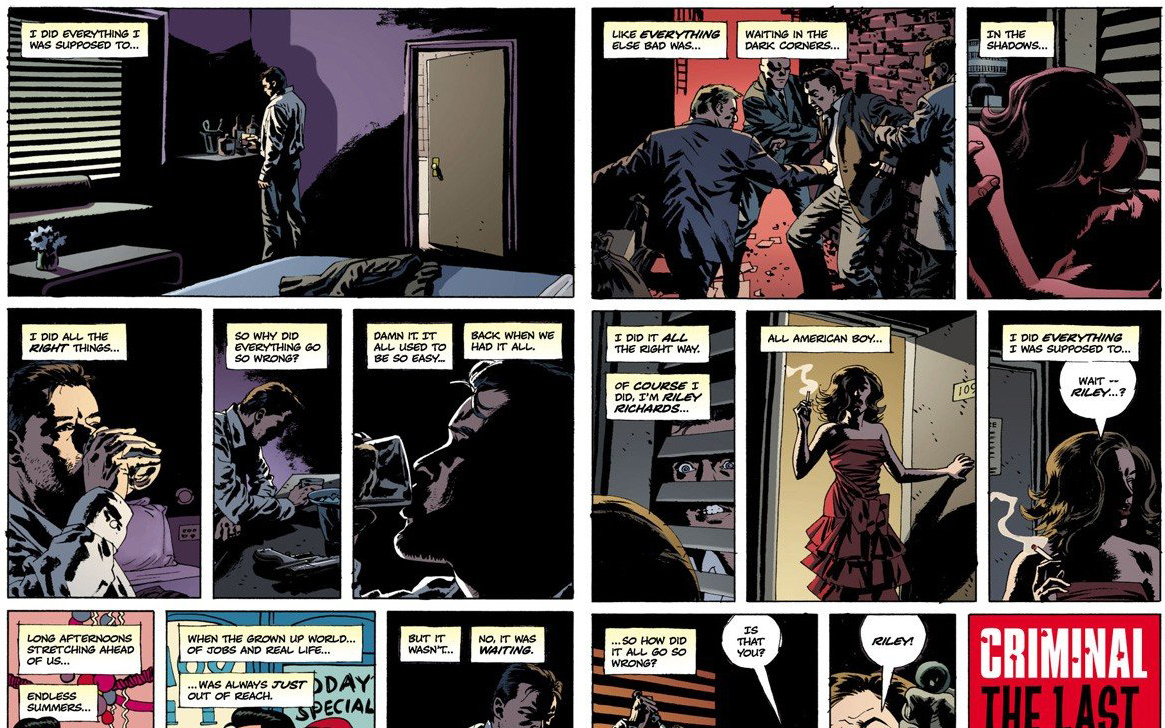 I DID EVERYTHING I
WAS SUPPOSED TO...
I DID ALL THE
RIGHT THINGS...
SO WHY DID
EVERYTHING GO
SO WRONG?
DAMN IT. IT
ALL USED TO
BE SO EASY...
BACK WHEN WE
HAD IT ALL.
LONG AFTERNOONS
STRETCHING AHEAD
OF US...
ENDLESS
SUMMERS...
WHEN THE GROWN UP WORLD...
OF JOBS AND REAL LIFE...
...WAS ALWAYS JUST
OUT OF REACH.
ODAY'
SPECIAL
BUT IT
WASN'T...
NO, IT WAS
WAITING.
LIKE EVERYTHING
ELSE BAD WAS...
WAITING IN THE
DARK CORNERS...
IN THE
SHADOWS...
I DID IT ALL
THE RIGHT WAY.
OF COURSE I
DID, I'M RILEY
RICHARDS...
ALL AMERICAN BOY...
109
I DID EVERYTHING
I WAS SUPPOSED TO...
WAIT --
RILEY...?
...SO HOW DID
IT ALL GO SO
WRONG?
IS
THAT
YOU?
RILEY!
CRIMINAL
THE LAST